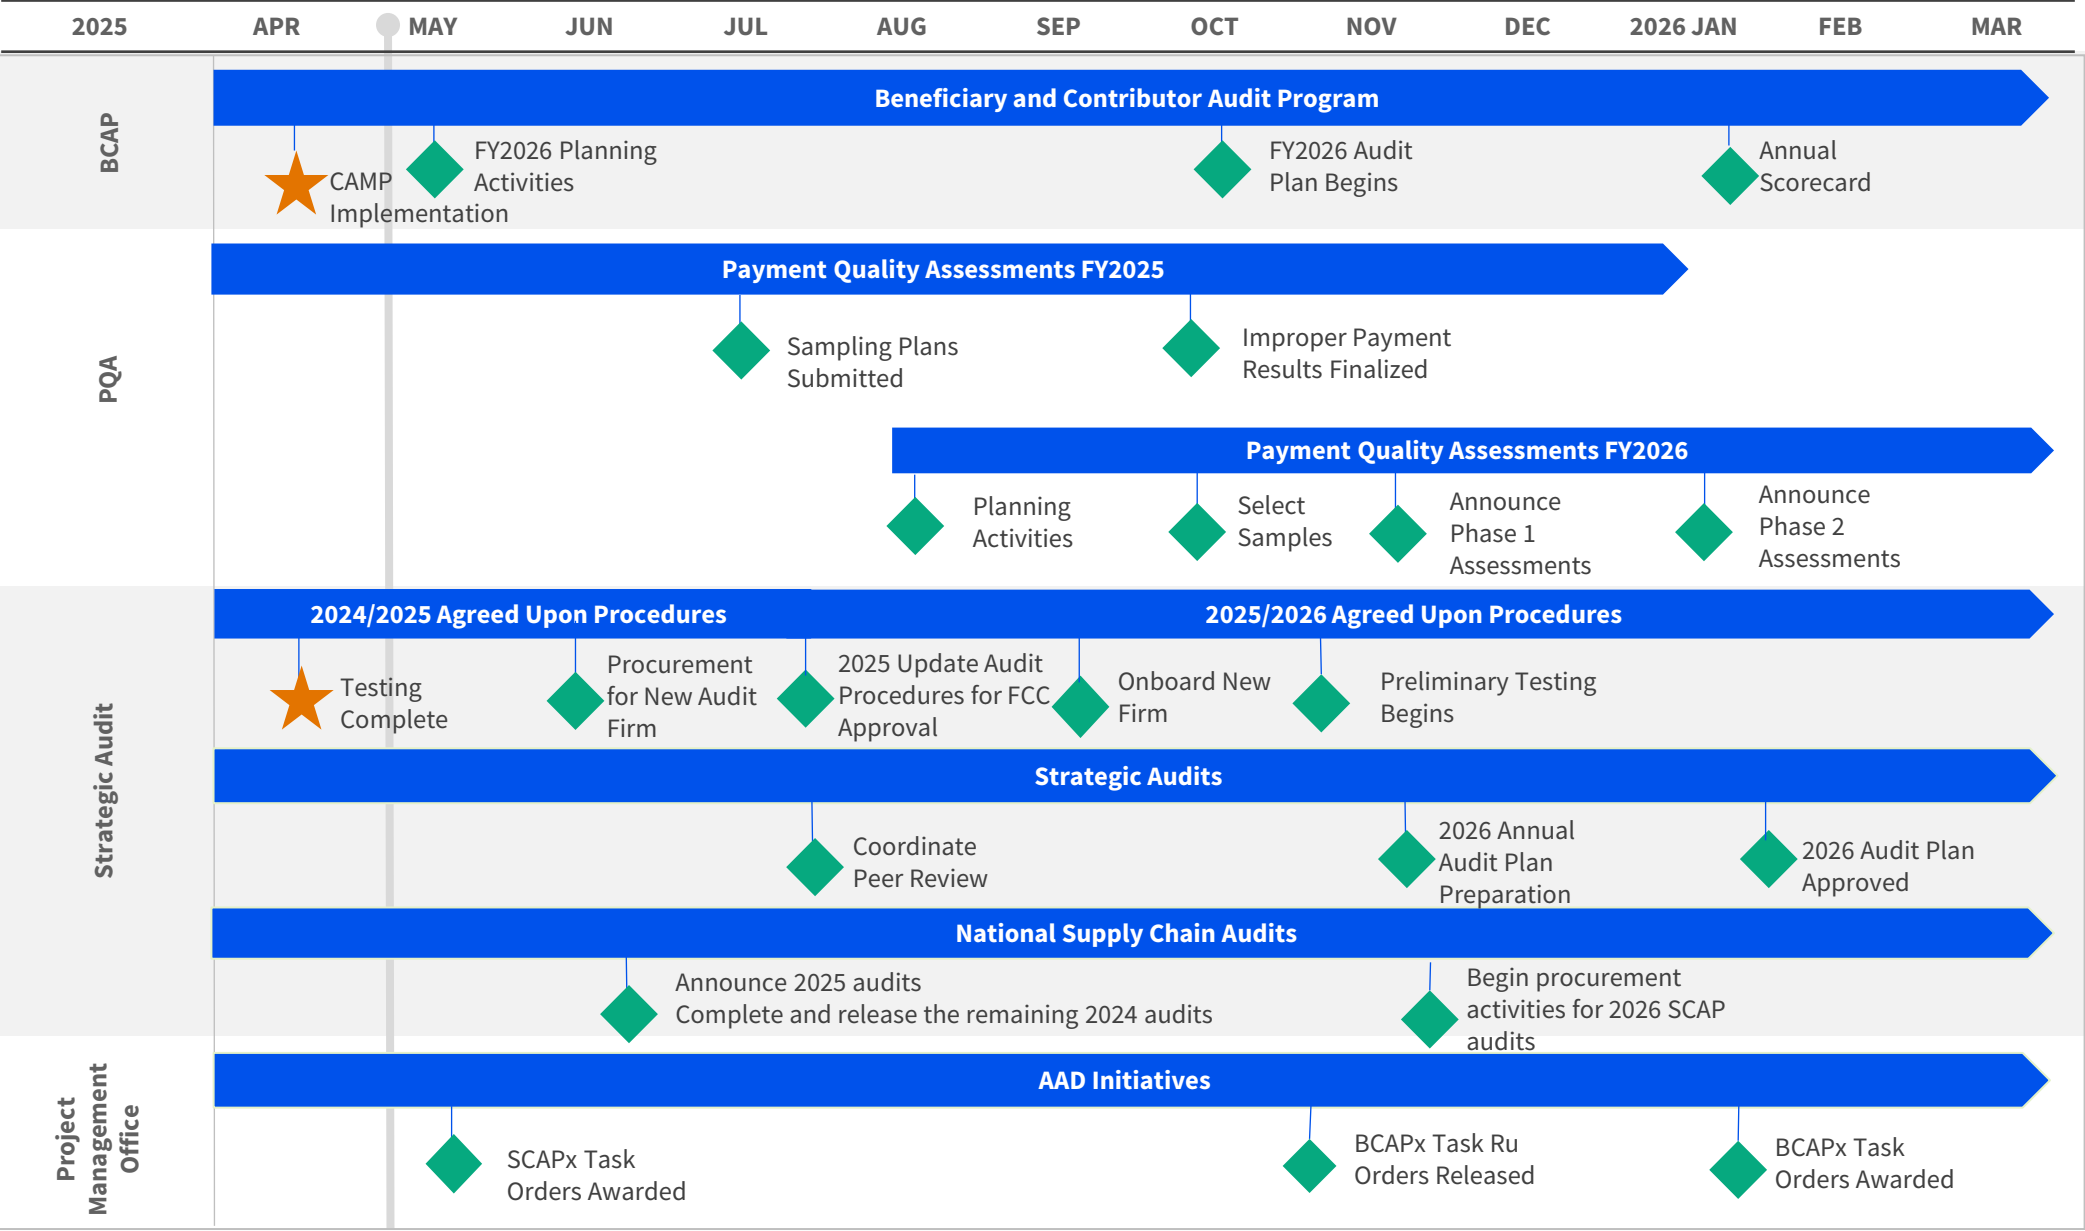 2025 APR MAY JUN JUL AUG SEP OCT NOV DEC 2026 JAN FEB MAR
BCAP
Beneficiary and Contributor Audit Program
CAMP
Implementation
FY2026 Planning
Activities
FY2026 Audit
Plan Begins
Annual
Scorecard
PQA
Payment Quality Assessments FY2025
Sampling Plans
Submitted
Improper Payment
Results Finalized
Payment Quality Assessments FY2026
Planning
Activities
Select
Samples
Announce
Phase 1
Assessments
Announce
Phase 2
Assessments
Strategic Audit
2024/2025 Agreed Upon Procedures
2025/2026 Agreed Upon Procedures
Testing
Complete
Procurement
for New Audit
Firm
2025 Update Audit
Procedures for FCC
Approval
Onboard New
Firm
Preliminary Testing
Begins
Strategic Audits
Coordinate
Peer Review
2026 Annual
Audit Plan
Preparation
2026 Audit Plan
Approved
National Supply Chain Audits
Announce 2025 audits
Complete and release the remaining 2024 audits
Begin procurement
activities for 2026 SCAP
audits
Project
Management
Office
AAD Initiatives
SCAPx Task
Orders Awarded
BCAPx Task Ru
Orders Released
BCAPx Task
Orders Awarded